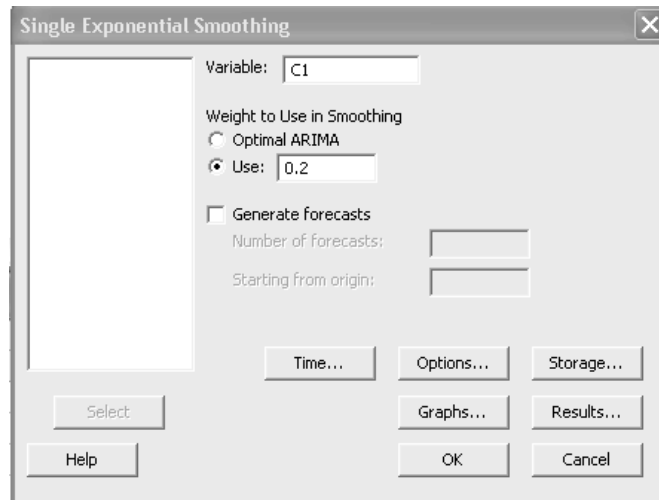 Single Exponential Smoothing
Variable: C1
Weight to Use in Smoothing
Optimal ARIMA
Use: 0.2
Generate forecasts
Number of forecasts:
Starting from origin:
Time... Options... Storage...
Select Graphs... Results...
Help OK Cancel